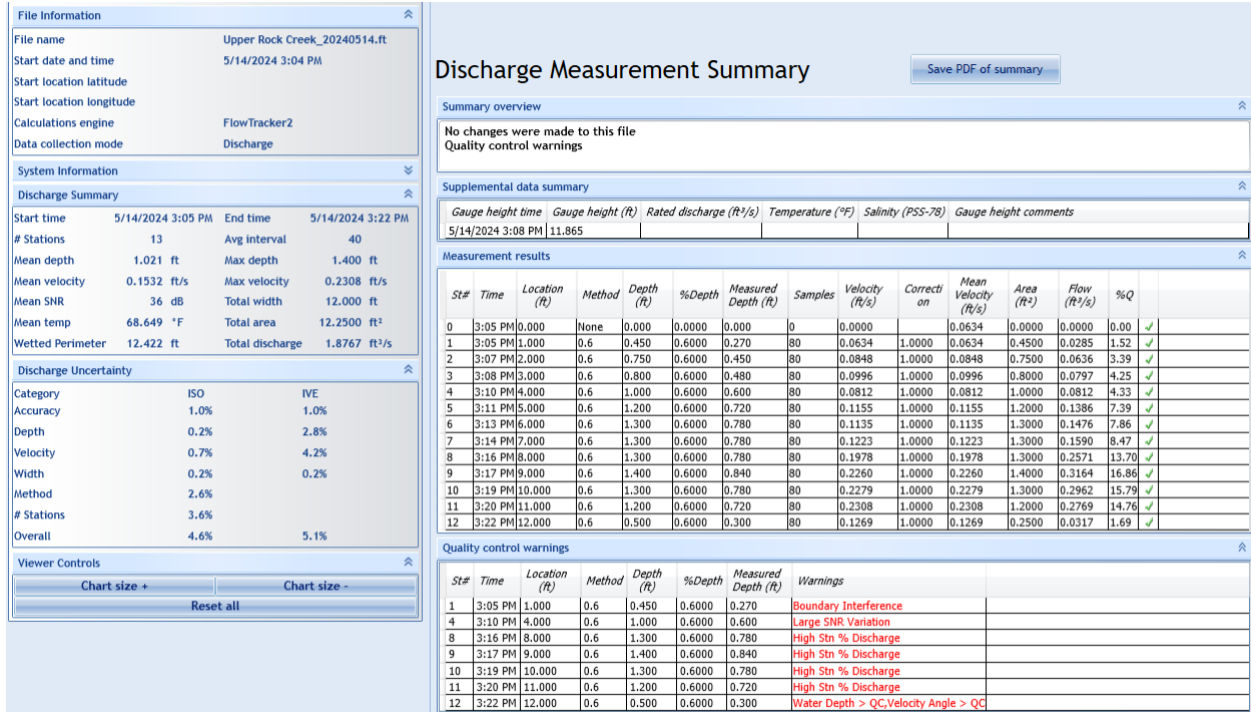 File Information
File name Upper Rock Creek_20240514.ft
Start date and time 5/14/2024 3:04 PM
Start location latitude
Start location longitude
Calculations engine FlowTracker2
Data collection mode Discharge
System Information
Discharge Summary
Start time 5/14/2024 3:05 PM End time 5/14/2024 3:22 PM
# Stations 13 Avg interval 40
Mean depth 1.021 ft Max depth 1.400 ft
Mean velocity 0.1532 ft/s Max velocity 0.2308 ft/s
Mean SNR 36 dB Total width 12.000 ft
Mean temp 68.649 °F Total area 12.2500 ft²
Wetted Perimeter 12.422 ft Total discharge 1.8767 ft³/s
Discharge Uncertainty
Category ISO IVE
Accuracy 1.0% 1.0%
Depth 0.2% 2.8%
Velocity 0.7% 4.2%
Width 0.2% 0.2%
Method 2.6%
# Stations 3.6%
Overall 4.6% 5.1%
Viewer Controls
Chart size + Chart size -
Reset all
Discharge Measurement Summary
Save PDF of summary
Summary overview
No changes were made to this file
Quality control warnings
Supplemental data summary
Gauge height time Gauge height (ft) Rated discharge (ft³/s) Temperature (°F) Salinity (PSS-78) Gauge height comments
5/14/2024 3:08 PM 11.865
Measurement results
St# Time Location (ft) Method Depth (ft) %Depth Measured Depth (ft) Samples Velocity (ft/s) Correcti on Mean Velocity (ft/s) Area (ft²) Flow (ft³/s) %Q
0 3:05 PM 0.000 None 0.000 0.0000 0.000 0 0.0000 0.0634 0.0000 0.0000 0.00 ✓
1 3:05 PM 1.000 0.6 0.450 0.6000 0.270 80 0.0634 1.0000 0.0634 0.4500 0.0285 1.52 ✓
2 3:07 PM 2.000 0.6 0.750 0.6000 0.450 80 0.0848 1.0000 0.0848 0.7500 0.0636 3.39 ✓
3 3:08 PM 3.000 0.6 0.800 0.6000 0.480 80 0.0996 1.0000 0.0996 0.8000 0.0797 4.25 ✓
4 3:10 PM 4.000 0.6 1.000 0.6000 0.600 80 0.0812 1.0000 0.0812 1.0000 0.0812 4.33 ✓
5 3:11 PM 5.000 0.6 1.200 0.6000 0.720 80 0.1155 1.0000 0.1155 1.2000 0.1386 7.39 ✓
6 3:13 PM 6.000 0.6 1.300 0.6000 0.780 80 0.1135 1.0000 0.1135 1.3000 0.1476 7.86 ✓
7 3:14 PM 7.000 0.6 1.300 0.6000 0.780 80 0.1223 1.0000 0.1223 1.3000 0.1590 8.47 ✓
8 3:16 PM 8.000 0.6 1.300 0.6000 0.780 80 0.1978 1.0000 0.1978 1.3000 0.2571 13.70 ✓
9 3:17 PM 9.000 0.6 1.400 0.6000 0.840 80 0.2260 1.0000 0.2260 1.4000 0.3164 16.86 ✓
10 3:19 PM 10.000 0.6 1.300 0.6000 0.780 80 0.2279 1.0000 0.2279 1.3000 0.2962 15.79 ✓
11 3:20 PM 11.000 0.6 1.200 0.6000 0.720 80 0.2308 1.0000 0.2308 1.2000 0.2769 14.76 ✓
12 3:22 PM 12.000 0.6 0.500 0.6000 0.300 80 0.1269 1.0000 0.1269 0.2500 0.0317 1.69 ✓
Quality control warnings
St# Time Location (ft) Method Depth (ft) %Depth Measured Depth (ft) Warnings
1 3:05 PM 1.000 0.6 0.450 0.6000 0.270 Boundary Interference
4 3:10 PM 4.000 0.6 1.000 0.6000 0.600 Large SNR Variation
8 3:16 PM 8.000 0.6 1.300 0.6000 0.780 High Stn % Discharge
9 3:17 PM 9.000 0.6 1.400 0.6000 0.840 High Stn % Discharge
10 3:19 PM 10.000 0.6 1.300 0.6000 0.780 High Stn % Discharge
11 3:20 PM 11.000 0.6 1.200 0.6000 0.720 High Stn % Discharge
12 3:22 PM 12.000 0.6 0.500 0.6000 0.300 Water Depth > QC,Velocity Angle > QC